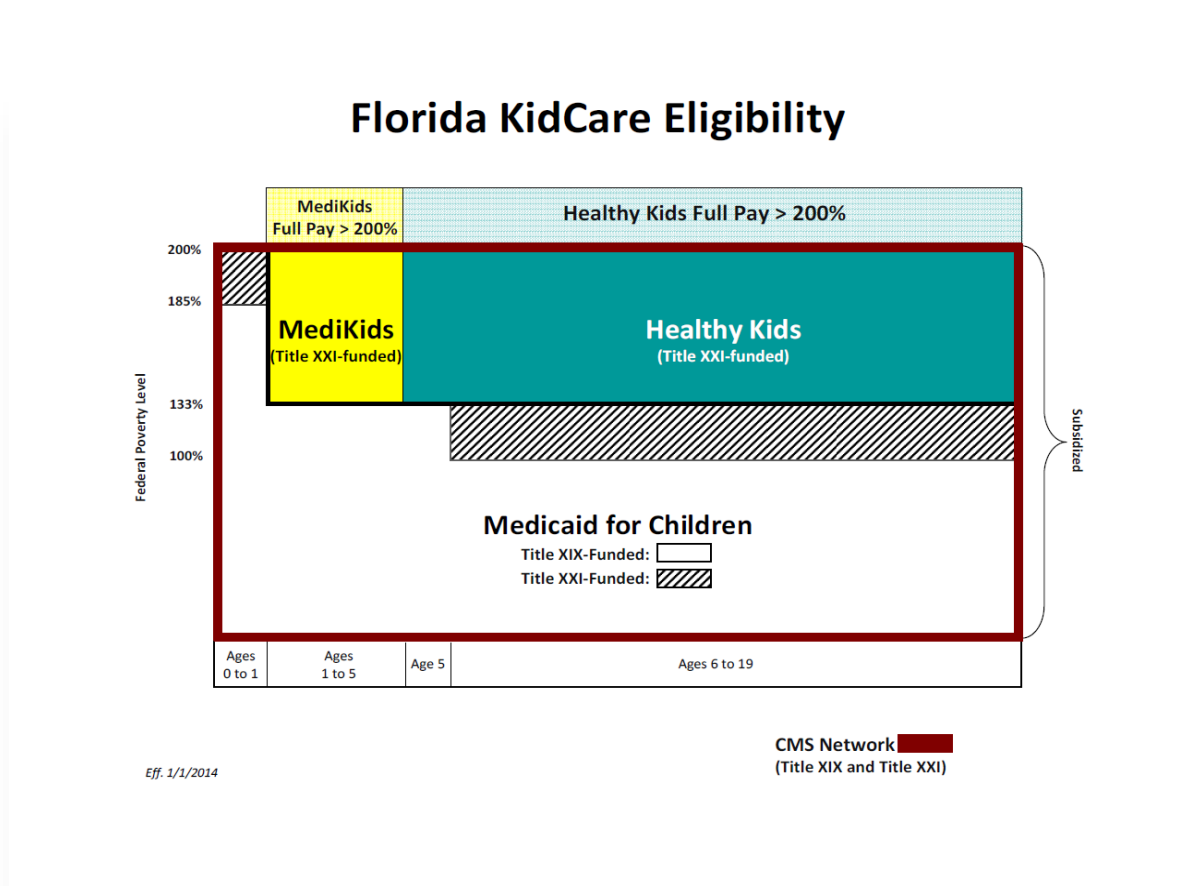 Florida KidCare Eligibility
MediKids
Full Pay > 200%
Healthy Kids Full Pay > 200%
200%
185%
133%
100%
Federal Poverty Level
MediKids
(Title XXI-funded)
Healthy Kids
(Title XXI-funded)
Subsidized
Medicaid for Children
Title XIX-Funded:
Title XXI-Funded:
Ages
0 to 1
Ages
1 to 5
Age 5
Ages 6 to 19
CMS Network
(Title XIX and Title XXI)
Eff. 1/1/2014